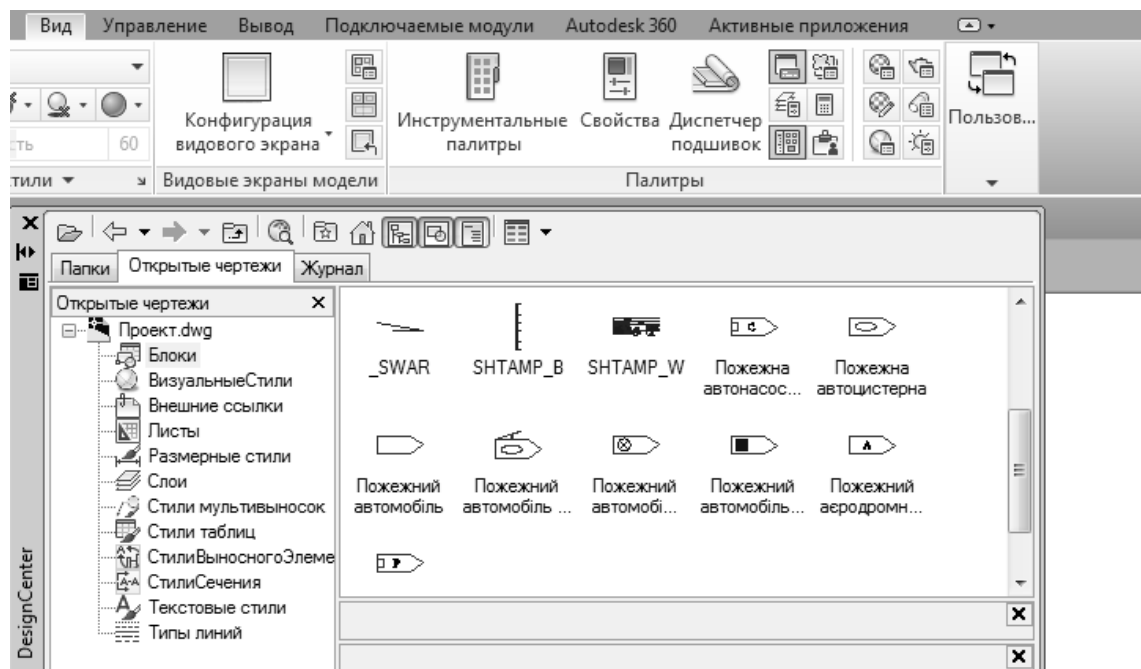 Вид Управление Вывод Подключаемые модули Autodesk 360 Активные приложения
60
Конфигурация
видового экрана
Инструментальные
палитры
Свойства
Диспетчер
подшивок
Пользов...
Видовые экраны модели
Палитры
Папки Открытые чертежи Журнал
Открытые чертежи
Проект.dwg
Блоки
ВизуальныеСтили
Внешние ссылки
Листы
Размерные стили
Слои
Стили мультивыносок
Стили таблиц
СтилиВыносногоЭлеме
СтилиСечения
Текстовые стили
Типы линий
_SWAR SHTAMP_B SHTAMP_W Пожежна
автонасос... Пожежна
автоцистерна
Пожежний
автомобіль Пожежний
автомобіль ... Пожежний
автомобі... Пожежний
автомобіль... Пожежний
аеродромн...
DesignCenter